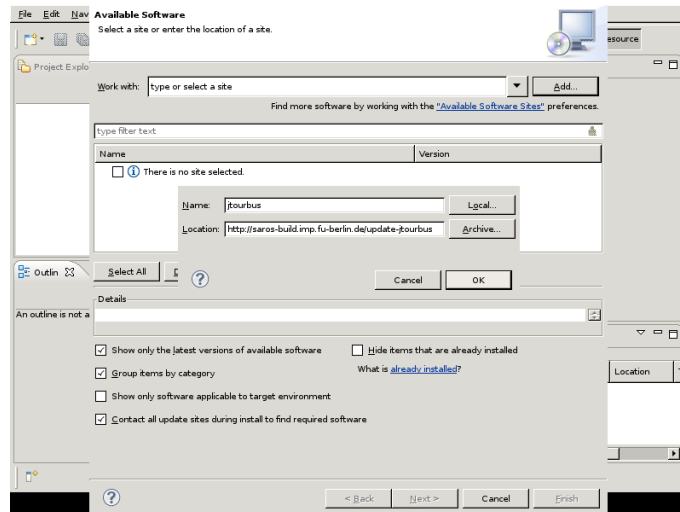 File Edit Nav
Available Software
Select a site or enter the location of a site.
esource
Project Explo
Work with: type or select a site Add...
Find more software by working with the "Available Software Sites" preferences.
type filter text
Name Version
There is no site selected.
Name: jtourbus Local...
Location: http://saros-build.imp.fu-berlin.de/update-jtourbus Archive...
Outlin Select All D
Cancel OK
Details
An outline is not a
Show only the latest versions of available software Hide items that are already installed
Group items by category What is already installed?
Location
Show only software applicable to target environment
Contact all update sites during install to find required software
< Back Next > Cancel Finish